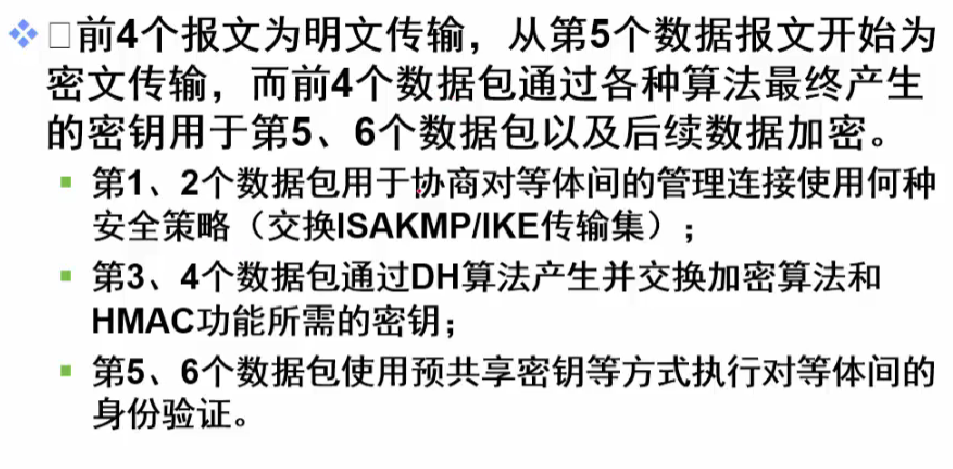 前4个报文为明文传输，从第5个数据报文开始为
密文传输，而前4个数据包通过各种算法最终产生
的密钥用于第5、6个数据包以及后续数据加密。
第1、2个数据包用于协商对等体间的管理连接使用何种
安全策略（交换ISAKMP/IKE传输集）；
第3、4个数据包通过DH算法产生并交换加密算法和
HMAC功能所需的密钥；
第5、6个数据包使用预共享密钥等方式执行对等体间的
身份验证。